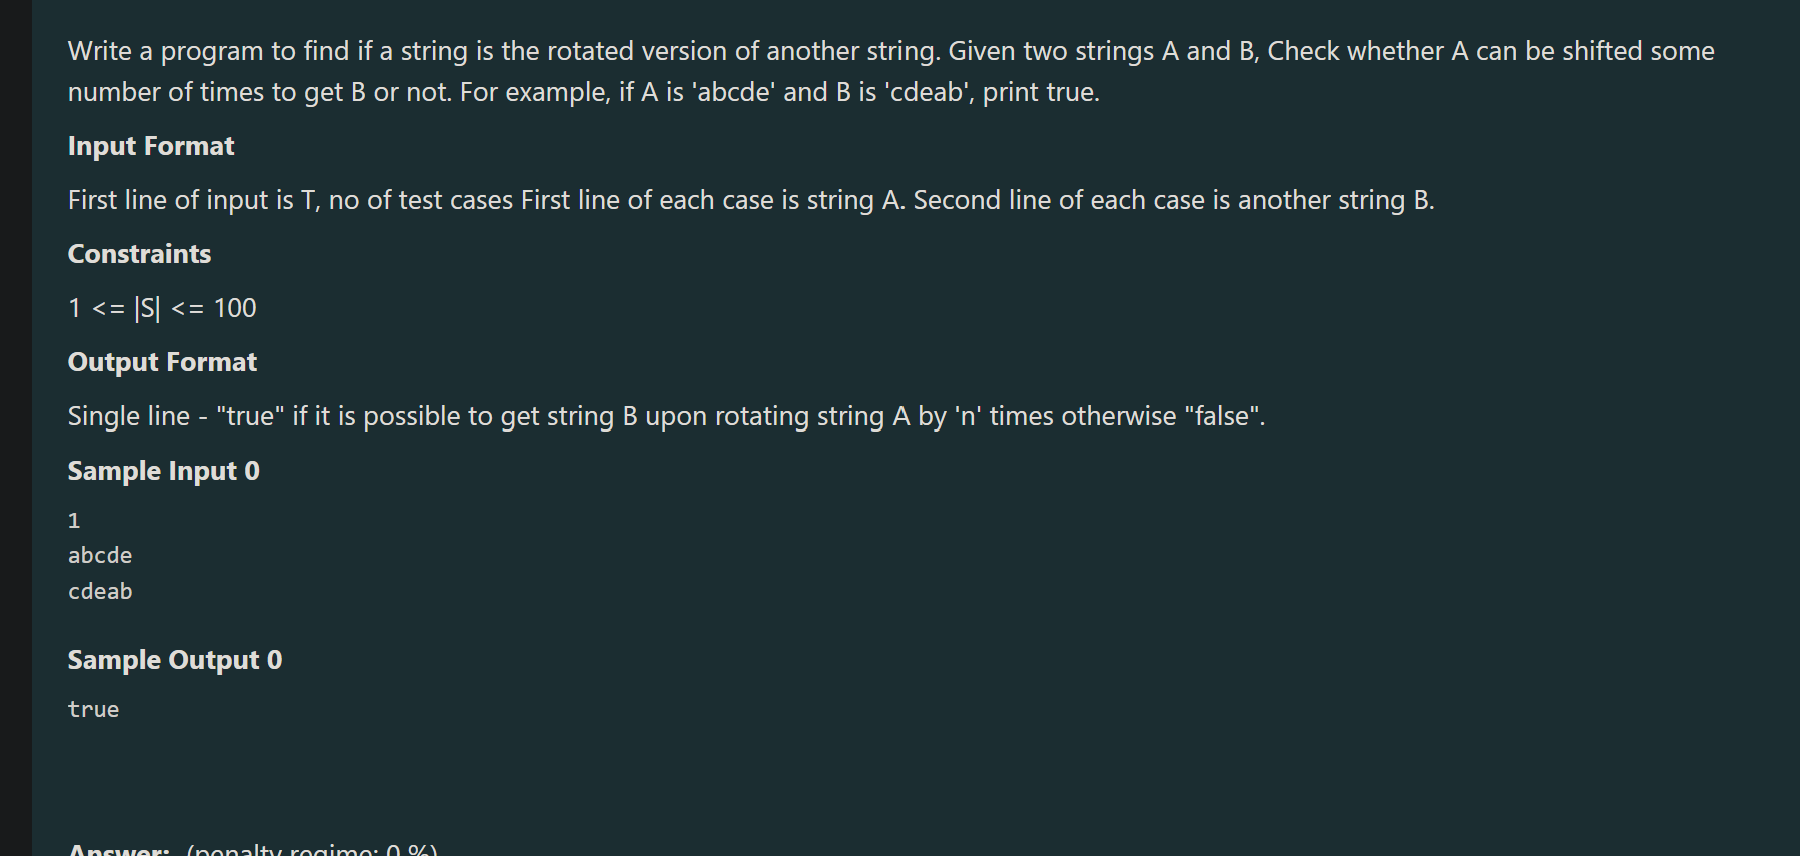 Write a program to find if a string is the rotated version of another string. Given two strings A and B, Check whether A can be shifted some
number of times to get B or not. For example, if A is 'abcde' and B is 'cdeab', print true.
Input Format
First line of input is T, no of test cases First line of each case is string A. Second line of each case is another string B.
Constraints
1 <= |S| <= 100
Output Format
Single line - "true" if it is possible to get string B upon rotating string A by 'n' times otherwise "false".
Sample Input 0
1
abcde
cdeab
Sample Output 0
true
Answer: (penalty regime: 0 %)